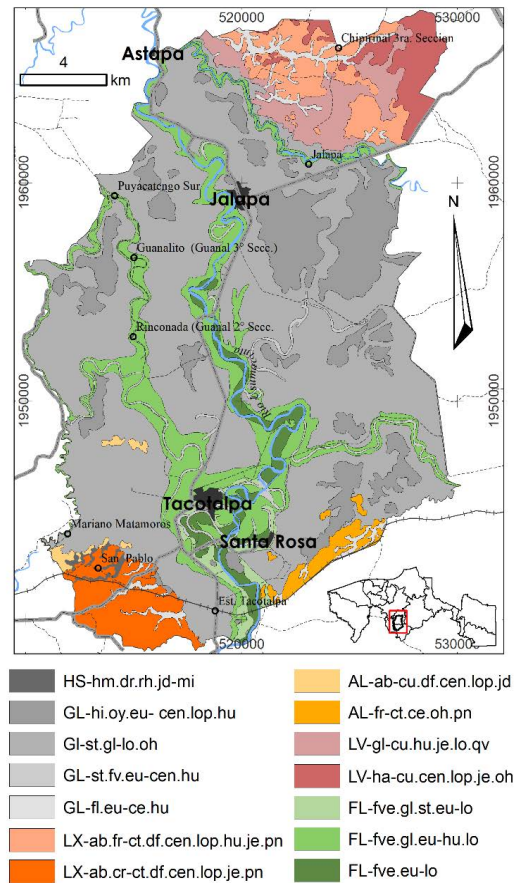 520000
530000
Astapa
Chipirmal 3ra. Seccion
4
km
Jalapa
1960000
1960000
Puyacatengo Sur
Jalapa
N
Guanalito (Guanal 3° Sccc.)
Rinconada (Guanal 2° Sccc.
1950000
1950000
Tacotalpa
Mariano Matamoros
Santa Rosa
San Pablo
Est. Tacotalpa
520000
530000
HS-hm.dr.rh.jd-mi
GL-hi.oy.eu- cen.lop.hu
Gl-st.gl-lo.oh
GL-st.fv.eu-cen.hu
GL-fl.eu-ce.hu
LX-ab.fr-ct.df.cen.lop.hu.je.pn
LX-ab.cr-ct.df.cen.lop.je.pn
AL-ab-cu.df.cen.lop.jd
AL-fr-ct.ce.oh.pn
LV-gl-cu.hu.je.lo.qv
LV-ha-cu.cen.lop.je.oh
FL-fve.gl.st.eu-lo
FL-fve.gl.eu-hu.lo
FL-fve.eu-lo